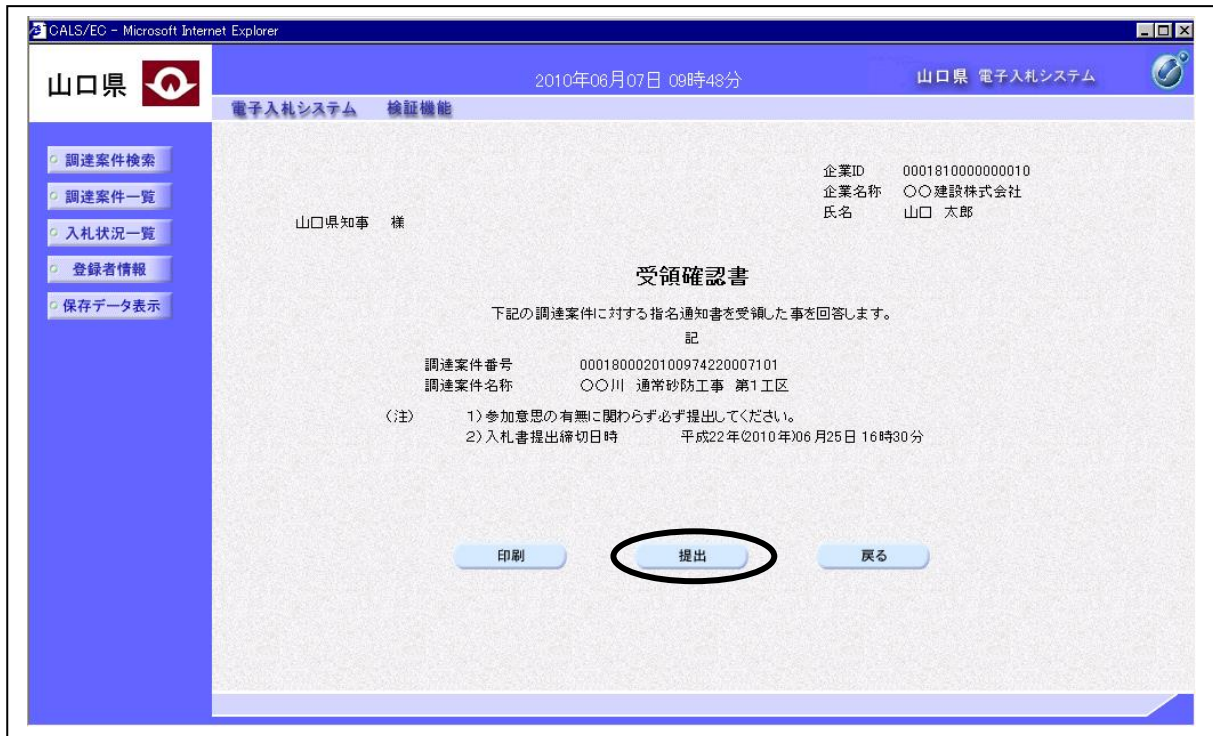 CALS/EC - Microsoft Internet Explorer
山口県
2010年06月07日 09時48分
山口県 電子入札システム
電子入札システム 検証機能
調達案件検索
調達案件一覧
入札状況一覧
登録者情報
保存データ表示
企業ID 0001810000000010
企業名称 〇〇建設株式会社
氏名 山口 太郎
山口県知事 様
受領確認書
下記の調達案件に対する指名通知書を受領した事を回答します。
記
調達案件番号 0001800020100974220007101
調達案件名称 〇〇川 通常砂防工事 第1工区
(注) 1)参加意思の有無に関わらず必ず提出してください。
2)入札書提出締切日時 平成22年(2010年)06月25日 16時30分
印刷 提出 戻る